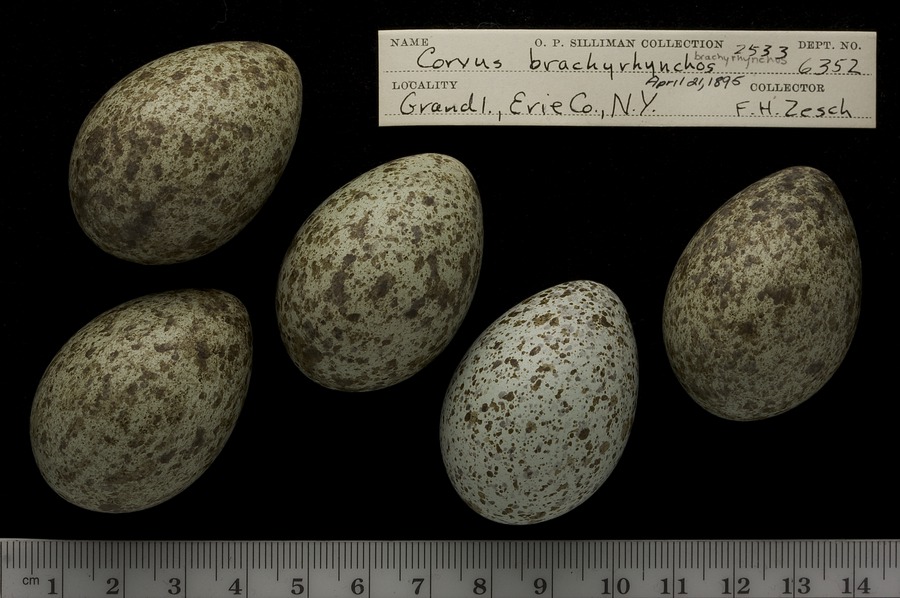 NAME O. P. SILLIMAN COLLECTION 2533 DEPT. NO.
Corvus brachyrhynchos brachyrhynchos 6352
LOCALITY April 21, 1895 COLLECTOR
Grand I., Erie Co., N.Y. F. H. Zesch
cm 1 2 3 4 5 6 7 8 9 10 11 12 13 14